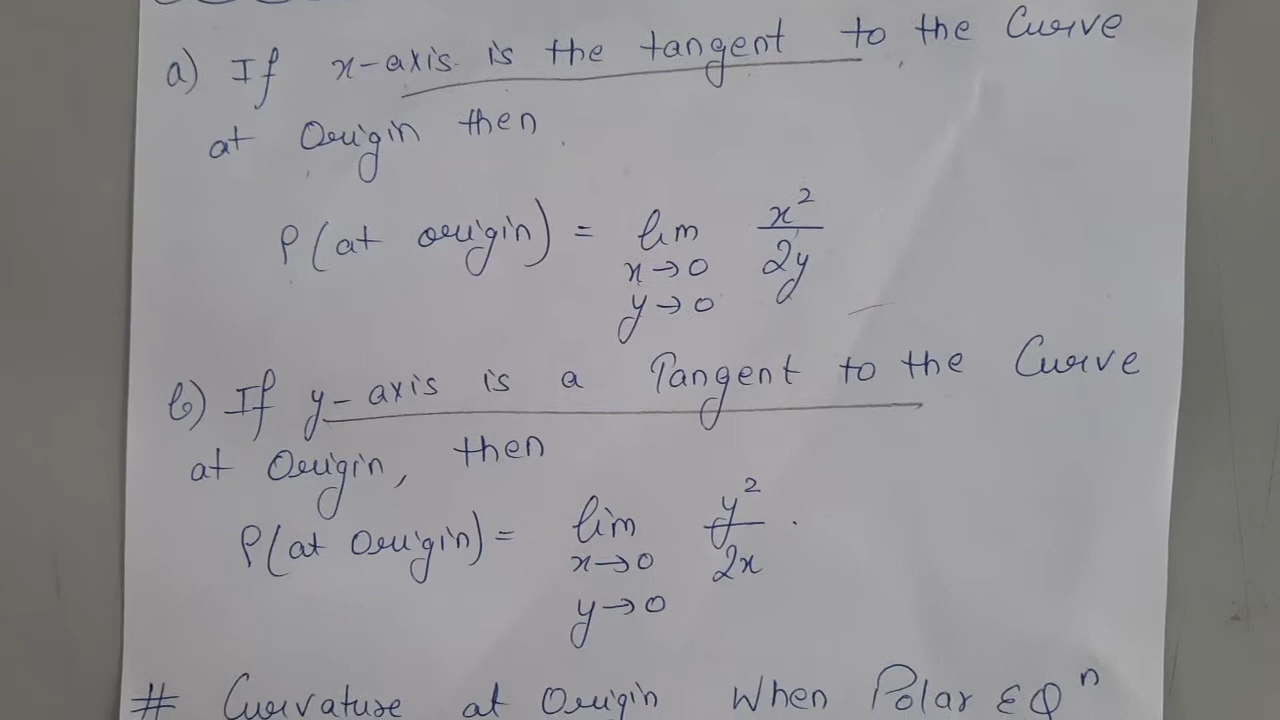 a) If x-axis is the tangent to the Curve
at Origin then
ρ(at origin) = lim x²/2y
x→0
y→0
b) If y-axis is a Tangent to the Curve
at Origin, then
ρ(at Origin) = lim y²/2x.
x→0
y→0
# Curvature at Origin When Polar EQⁿ